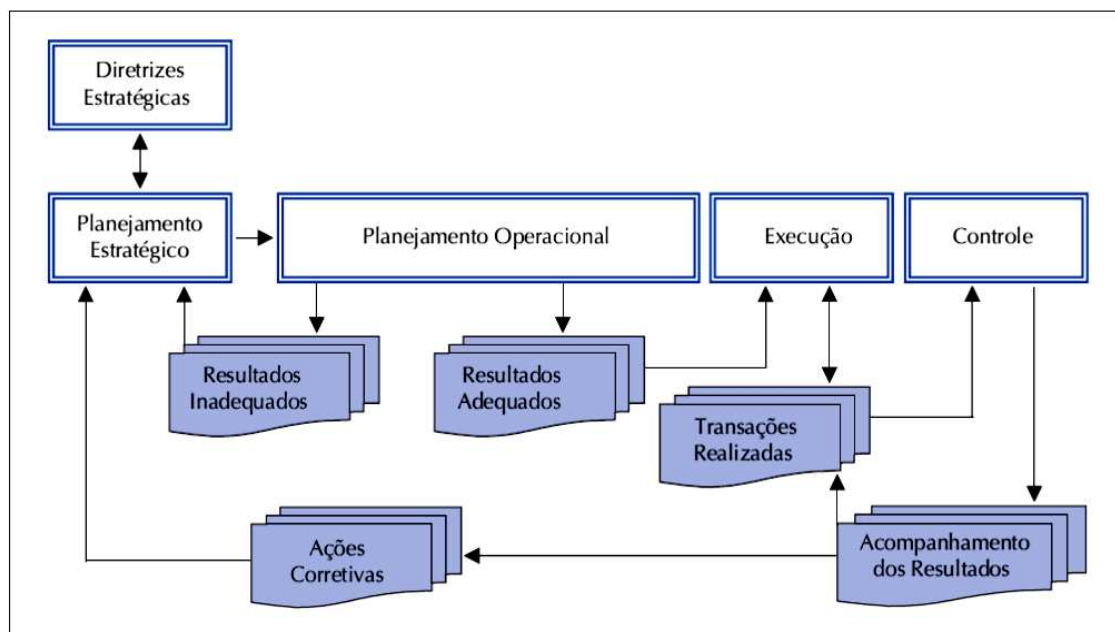 Diretrizes
Estratégicas
Planejamento
Estratégico
Planejamento Operacional
Execução
Controle
Resultados
Inadequados
Resultados
Adequados
Transações
Realizadas
Ações
Corretivas
Acompanhamento
dos Resultados